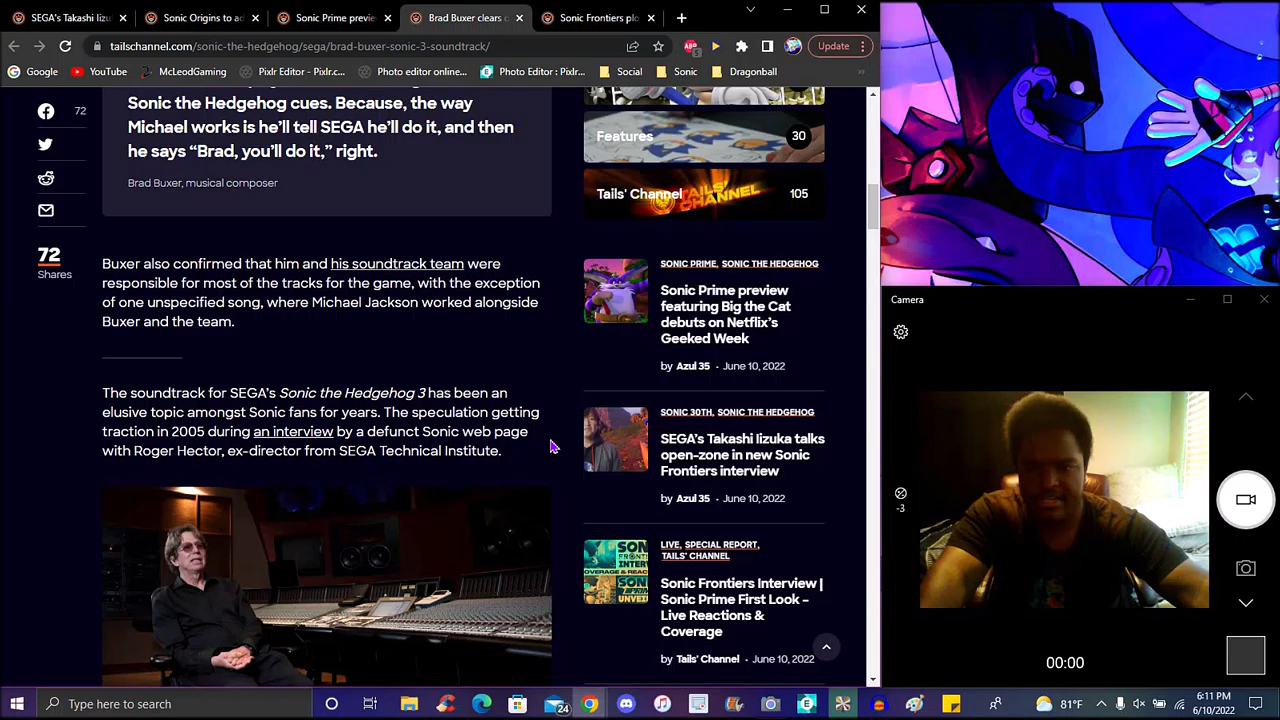 SEGA's Takashi Iizu
Sonic Origins to ad
Sonic Prime previe
Brad Buxer clears
Sonic Frontiers plo
tailschannel.com/sonic-the-hedgehog/sega/brad-buxer-sonic-3-soundtrack/
Update
Google
YouTube
McLeodGaming
Pixlr Editor - Pixlr.c...
Photo editor online...
Photo Editor : Pixlr...
Social
Sonic
Dragonball
72
72
Shares
Sonic the Hedgehog cues. Because, the way
Michael works is he'll tell SEGA he'll do it, and then
he says “Brad, you'll do it,” right.
Brad Buxer, musical composer
Buxer also confirmed that him and his soundtrack team were
responsible for most of the tracks for the game, with the exception
of one unspecified song, where Michael Jackson worked alongside
Buxer and the team.
The soundtrack for SEGA's Sonic the Hedgehog 3 has been an
elusive topic amongst Sonic fans for years. The speculation getting
traction in 2005 during an interview by a defunct Sonic web page
with Roger Hector, ex-director from SEGA Technical Institute.
Features
30
Tails' Channel
TAILS'
CHANNEL
105
SONIC PRIME, SONIC THE HEDGEHOG
Sonic Prime preview
featuring Big the Cat
debuts on Netflix's
Geeked Week
by Azul 35 • June 10, 2022
SONIC 30TH, SONIC THE HEDGEHOG
SEGA's Takashi Iizuka talks
open-zone in new Sonic
Frontiers interview
by Azul 35 • June 10, 2022
LIVE, SPECIAL REPORT,
TAILS' CHANNEL
Sonic Frontiers Interview |
Sonic Prime First Look –
Live Reactions &
Coverage
by Tails' Channel • June 10, 2022
Camera
-3
00:00
Type here to search
24
81°F
6:11 PM
6/10/2022